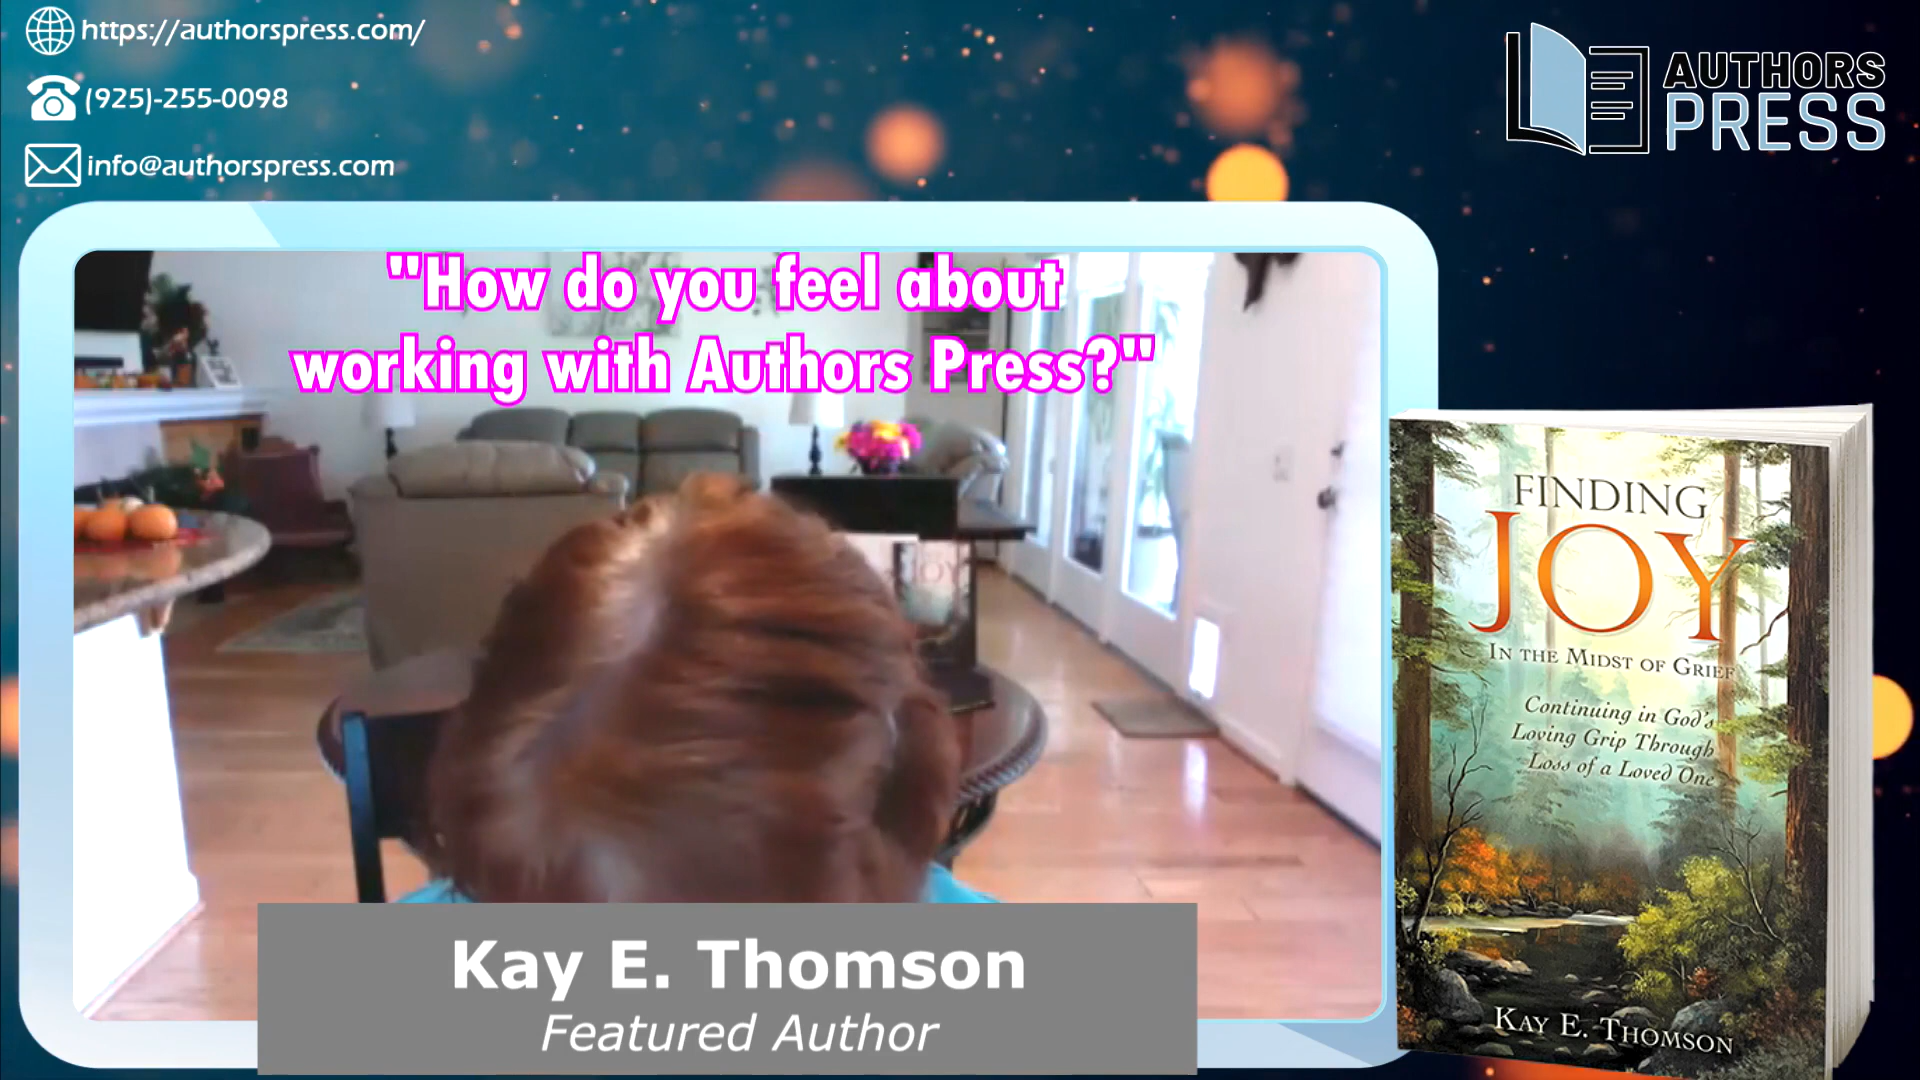 https://authorspress.com/
(925)-255-0098
info@authorspress.com
AUTHORS
PRESS
"How do you feel about
working with Authors Press?"
JOY
FINDING
JOY
IN THE MIDST OF GRIEF
Continuing in God's
Loving Grip Through
Loss of a Loved One
KAY E. THOMSON
Kay E. Thomson
Featured Author